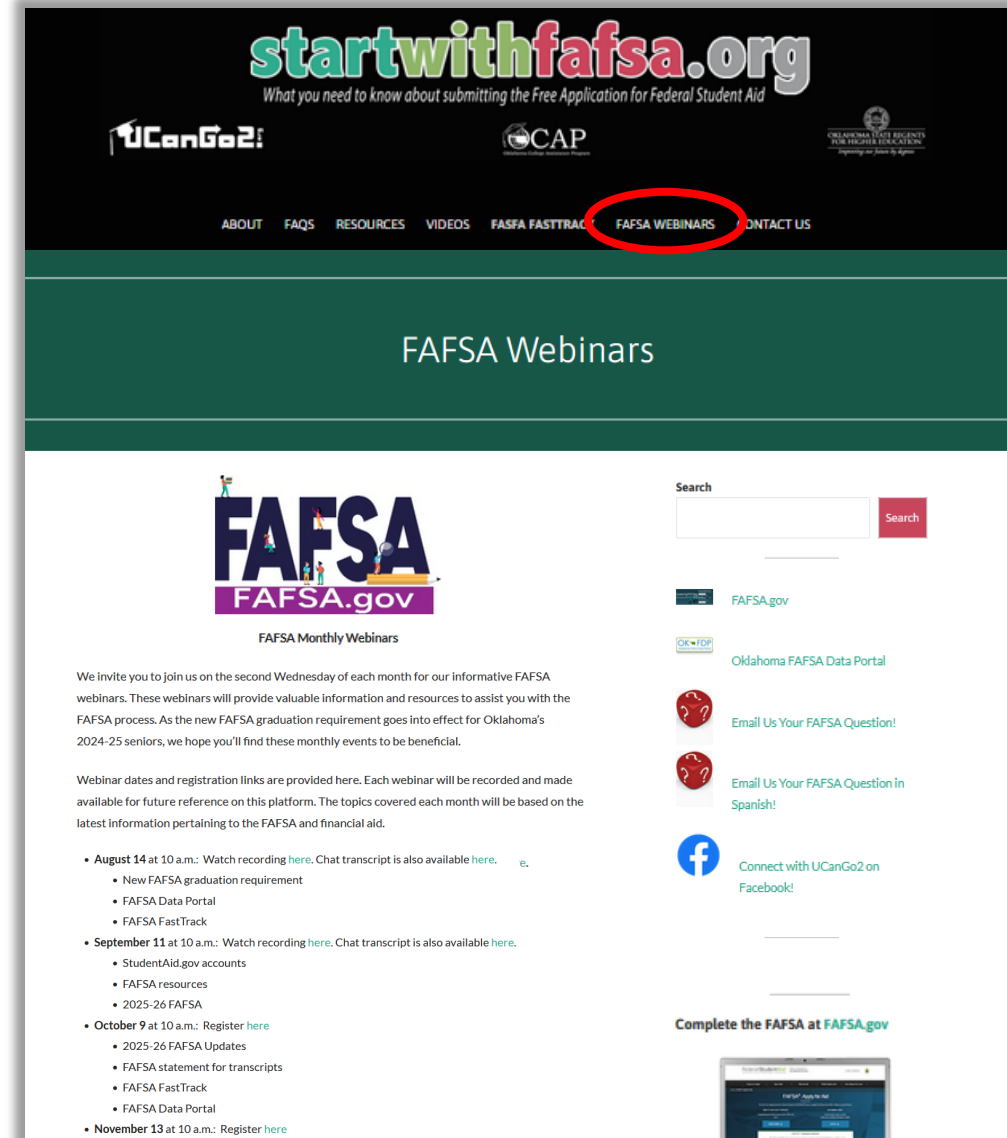 startwithfafsa.org
What you need to know about submitting the Free Application for Federal Student Aid
UCanGo2
OCAP
Oklahoma College Assistance Program
OKLAHOMA STATE REGENTS
FOR HIGHER EDUCATION
Improving our future by degrees
ABOUT FAQS RESOURCES VIDEOS FASFA FASTTRACK FAFSA WEBINARS CONTACT US
FAFSA Webinars
FAFSA
FAFSA.gov
FAFSA Monthly Webinars
We invite you to join us on the second Wednesday of each month for our informative FAFSA
webinars. These webinars will provide valuable information and resources to assist you with the
FAFSA process. As the new FAFSA graduation requirement goes into effect for Oklahoma's
2024-25 seniors, we hope you'll find these monthly events to be beneficial.
Webinar dates and registration links are provided here. Each webinar will be recorded and made
available for future reference on this platform. The topics covered each month will be based on the
latest information pertaining to the FAFSA and financial aid.
• August 14 at 10 a.m.: Watch recording here. Chat transcript is also available here. e.
• New FAFSA graduation requirement
• FAFSA Data Portal
• FAFSA FastTrack
• September 11 at 10 a.m.: Watch recording here. Chat transcript is also available here.
• StudentAid.gov accounts
• FAFSA resources
• 2025-26 FAFSA
• October 9 at 10 a.m.: Register here
• 2025-26 FAFSA Updates
• FAFSA statement for transcripts
• FAFSA FastTrack
• FAFSA Data Portal
• November 13 at 10 a.m.: Register here
Search
Search
FAFSA.gov
OK FDP
Oklahoma FAFSA Data Portal
Email Us Your FAFSA Question!
Email Us Your FAFSA Question in
Spanish!
Connect with UCanGo2 on
Facebook!
Complete the FAFSA at FAFSA.gov
FAFSA® Apply for Aid